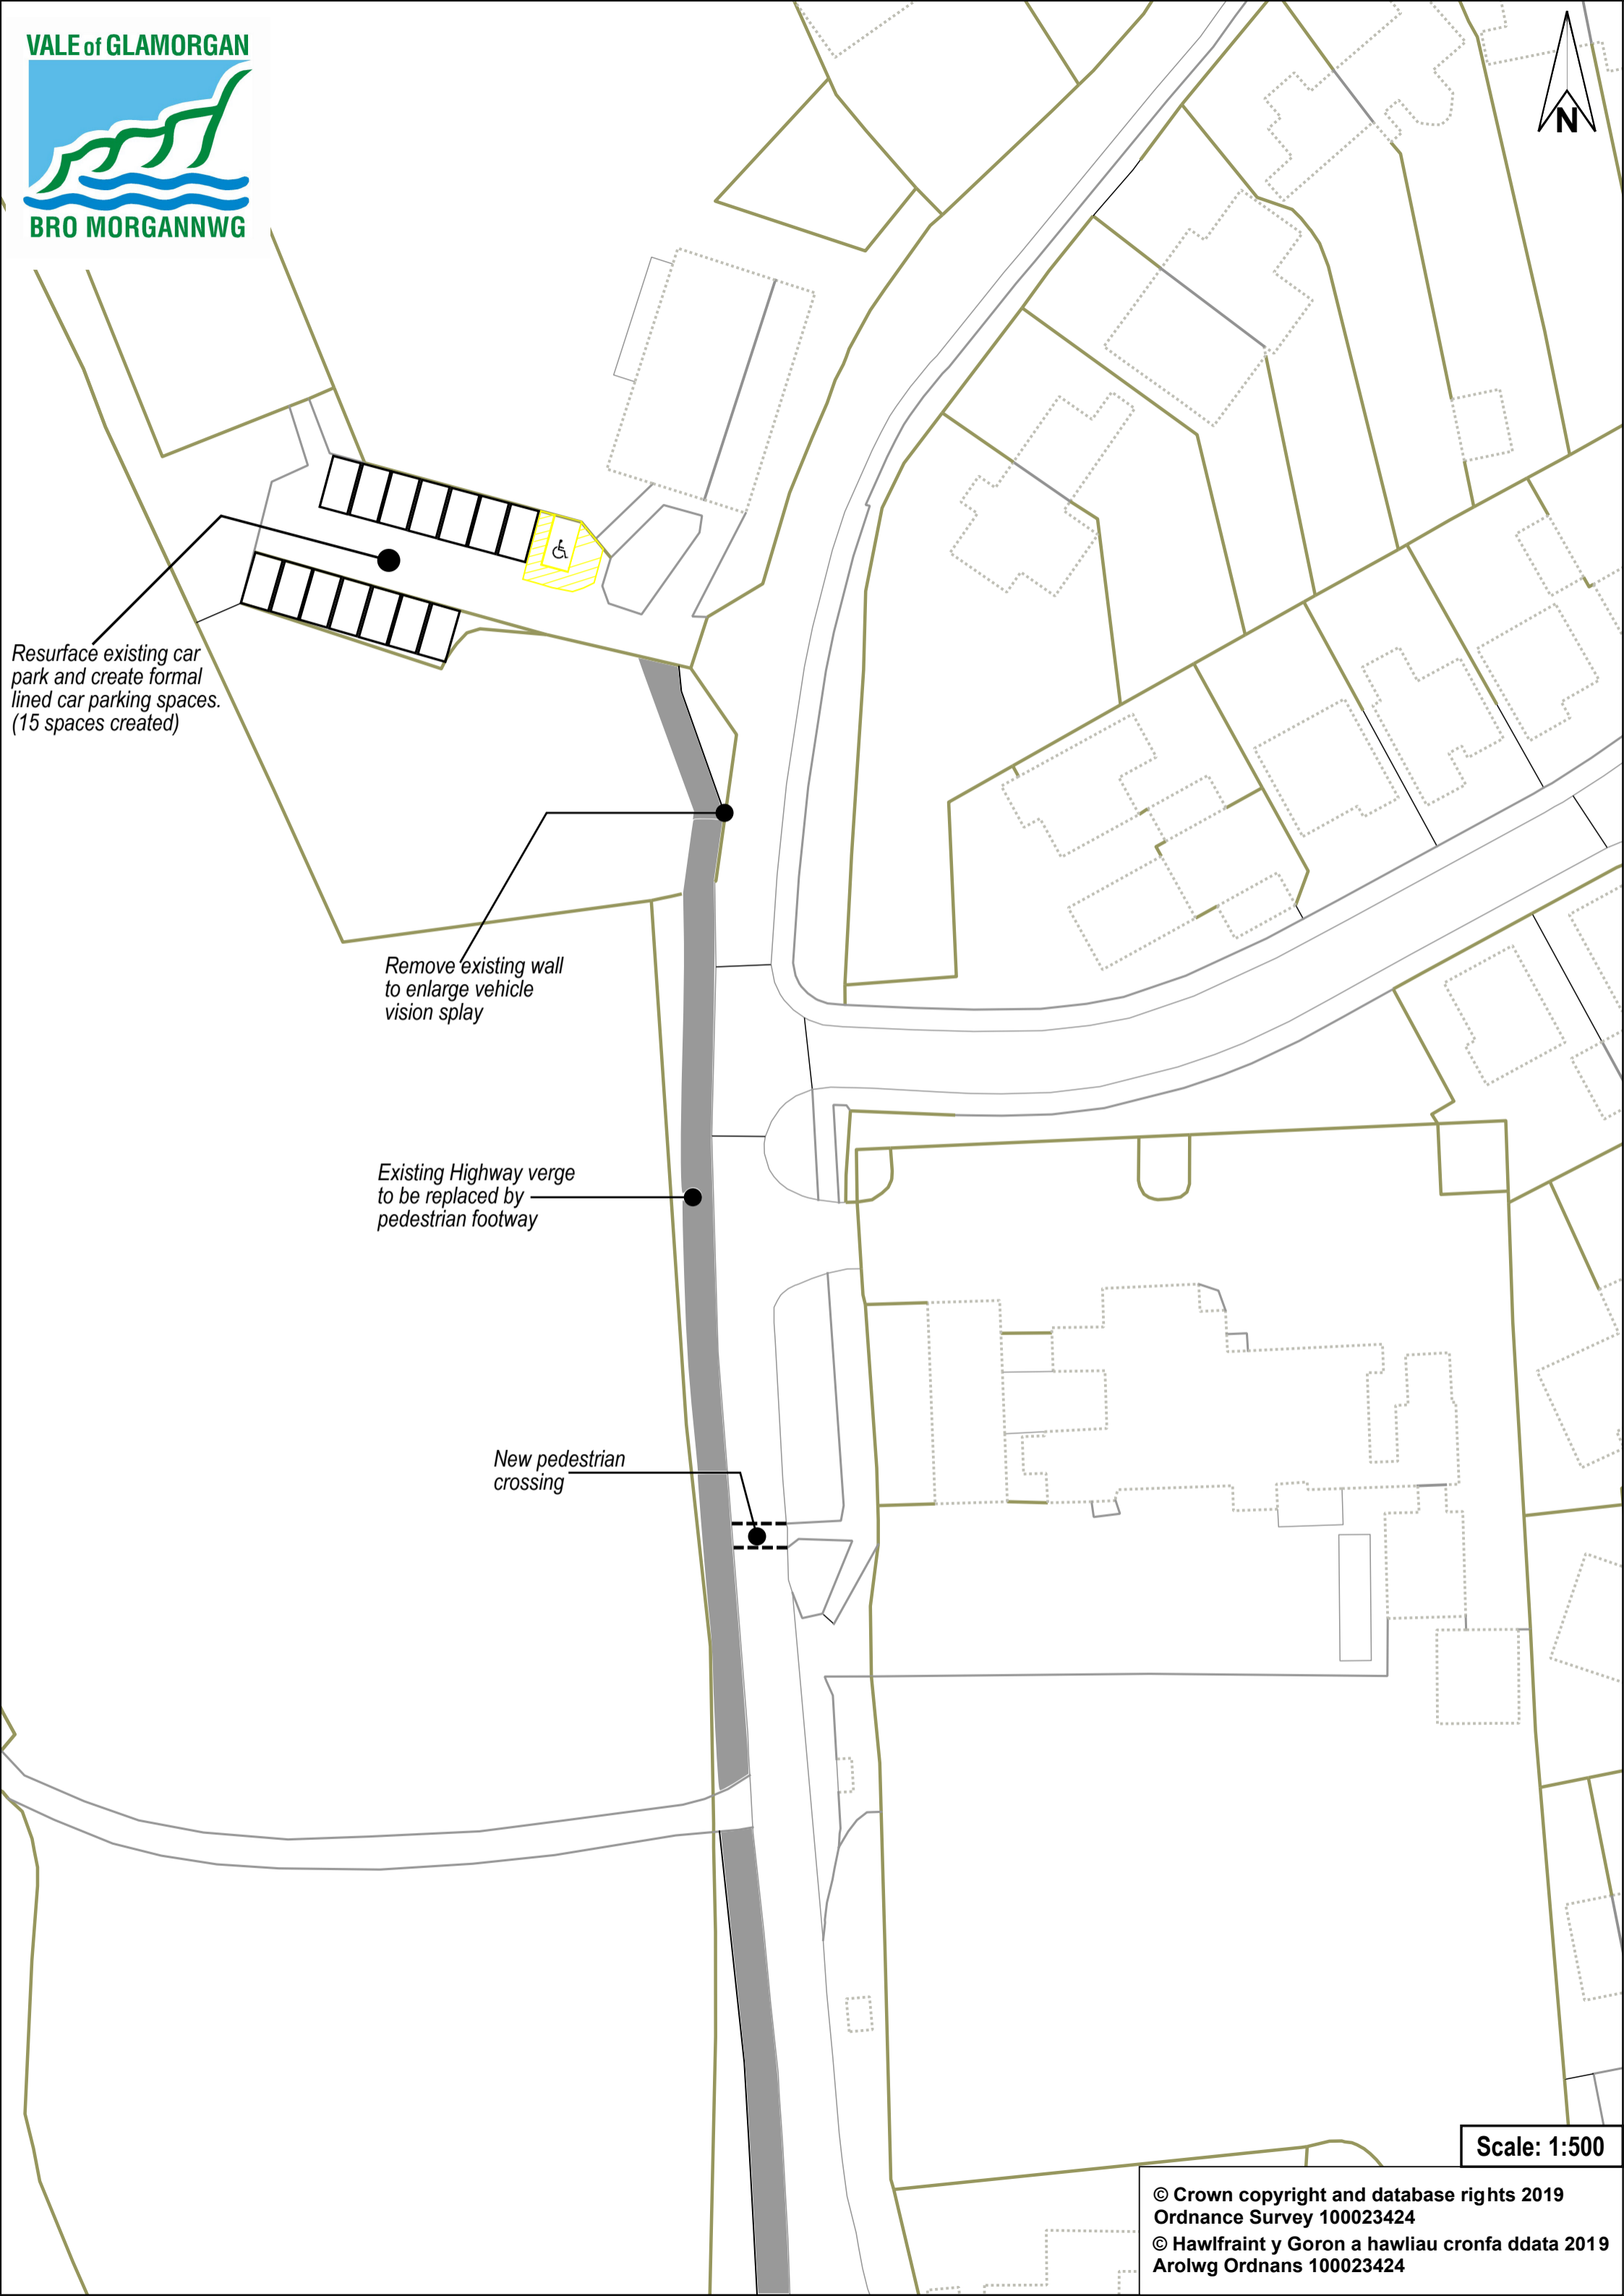 VALE of GLAMORGAN
BRO MORGANNWG
N
Resurface existing car
park and create formal
lined car parking spaces.
(15 spaces created)
Remove existing wall
to enlarge vehicle
vision splay
Existing Highway verge
to be replaced by
pedestrian footway
New pedestrian
crossing
Scale: 1:500
© Crown copyright and database rights 2019
Ordnance Survey 100023424
© Hawlfraint y Goron a hawliau cronfa ddata 2019
Arolwg Ordnans 100023424